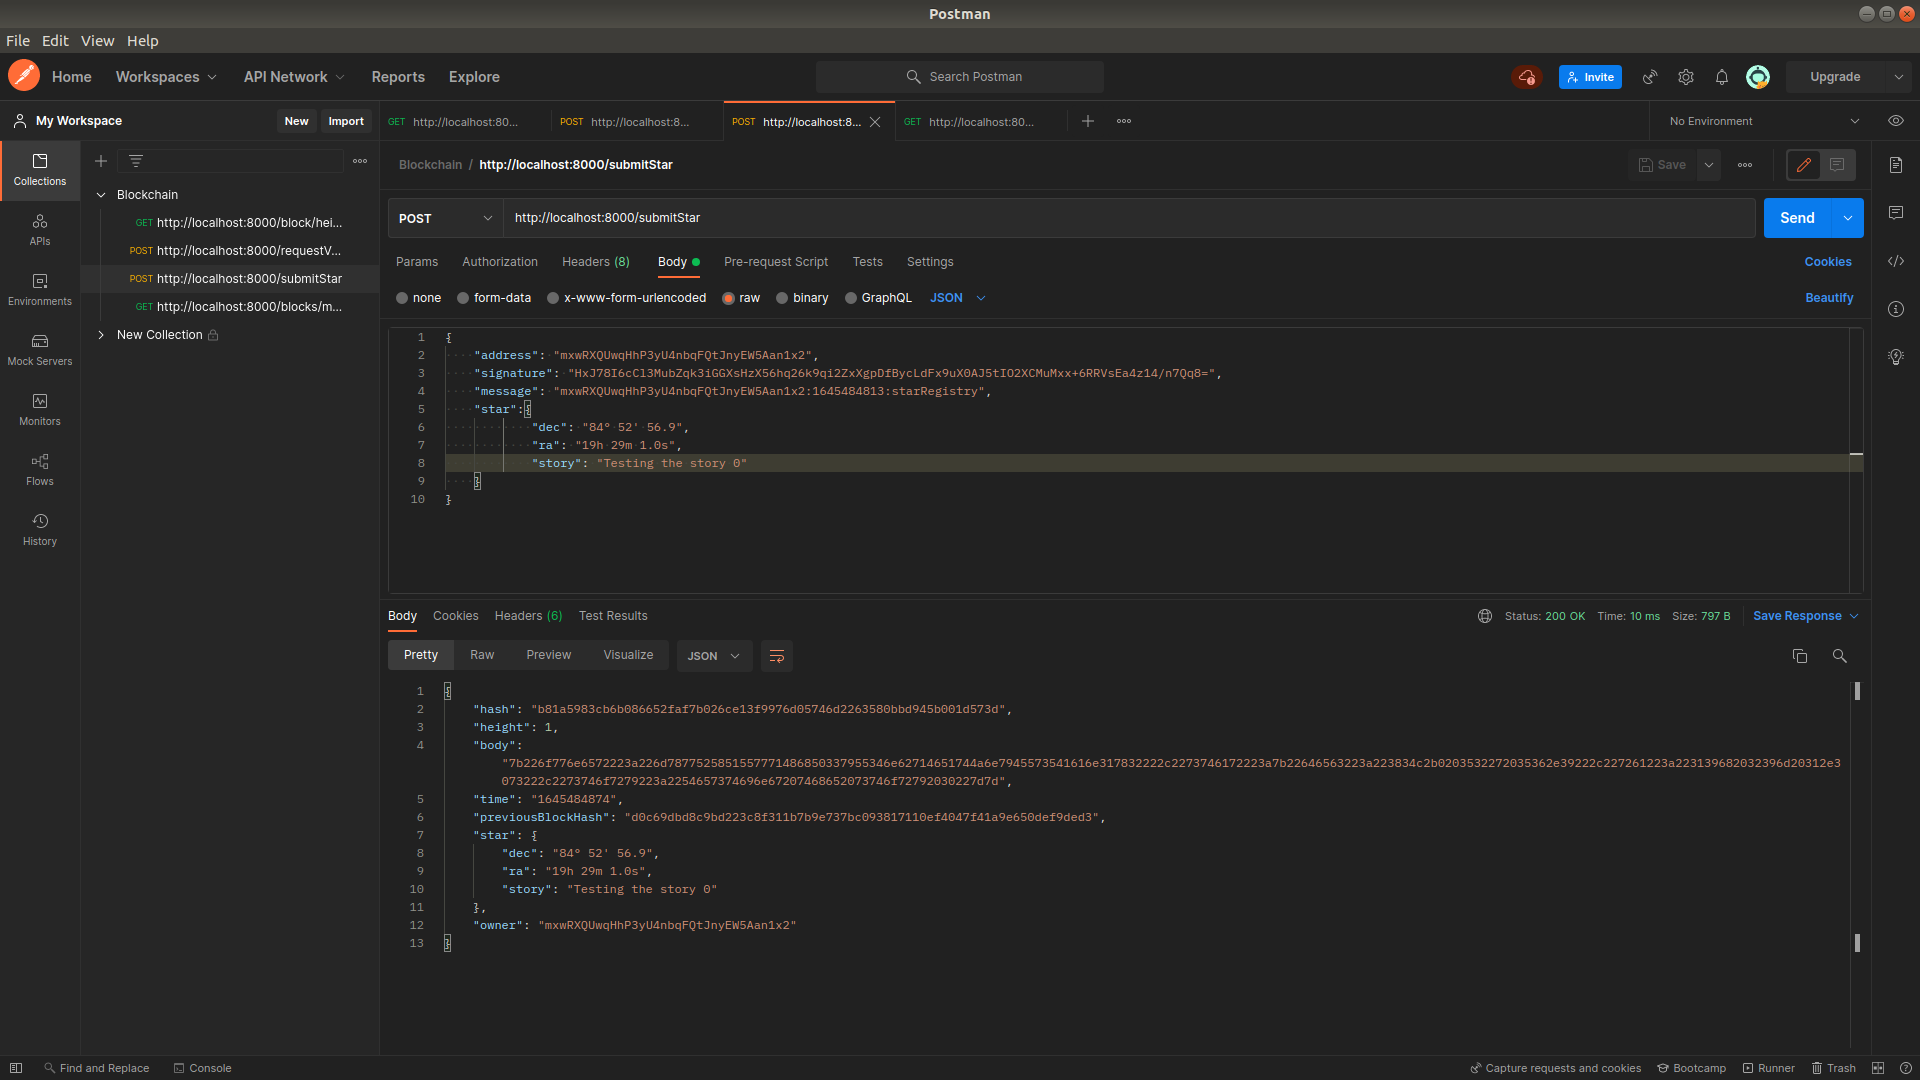 Postman
File Edit View Help
Home Workspaces API Network Reports Explore Search Postman Invite Upgrade
My Workspace New Import
GET http://localhost:80... POST http://localhost:8... POST http://localhost:8... GET http://localhost:80... No Environment
Collections
APIs
Environments
Mock Servers
Monitors
Flows
History
Blockchain
GET http://localhost:8000/block/hei...
POST http://localhost:8000/requestV...
POST http://localhost:8000/submitStar
GET http://localhost:8000/blocks/m...
New Collection
Blockchain / http://localhost:8000/submitStar Save
POST http://localhost:8000/submitStar Send
Params Authorization Headers (8) Body Pre-request Script Tests Settings Cookies
none form-data x-www-form-urlencoded raw binary GraphQL JSON Beautify
1 {
2 "address": "mxwRXQUwqHhP3yU4nbqFQtJnyEW5Aan1x2",
3 "signature": "HxJ78I6cCl3MubZqk3iGGXsHzX56hq26k9qi2ZxXgpDfBycLdFx9uX0AJ5tIO2XCMuMxx+6RRVsEa4z14/n7Qq8=",
4 "message": "mxwRXQUwqHhP3yU4nbqFQtJnyEW5Aan1x2:1645484813:starRegistry",
5 "star":{
6 "dec": "84° 52' 56.9",
7 "ra": "19h 29m 1.0s",
8 "story": "Testing the story 0"
9 }
10 }
Body Cookies Headers (6) Test Results Status: 200 OK Time: 10 ms Size: 797 B Save Response
Pretty Raw Preview Visualize JSON
1 {
2 "hash": "b81a5983cb6b086652faf7b026ce13f9976d05746d2263580bbd945b001d573d",
3 "height": 1,
4 "body":
"7b226f776e6572223a226d78775258515577714868503379553​46e62714651744a6e7945573541616e317832222c2273746172223a7b22646563223a223834c2b0203532272035362e39222c227261223a223139682032396d20312e3
073222c2273746f7279223a2254657374696e67207468652073746f72792030227d7d",
5 "time": "1645484874",
6 "previousBlockHash": "d0c69dbd8c9bd223c8f311b7b9e737bc093817110ef4047f41a9e650def9ded3",
7 "star": {
8 "dec": "84° 52' 56.9",
9 "ra": "19h 29m 1.0s",
10 "story": "Testing the story 0"
11 },
12 "owner": "mxwRXQUwqHhP3yU4nbqFQtJnyEW5Aan1x2"
13 }
Find and Replace Console Capture requests and cookies Bootcamp Runner Trash